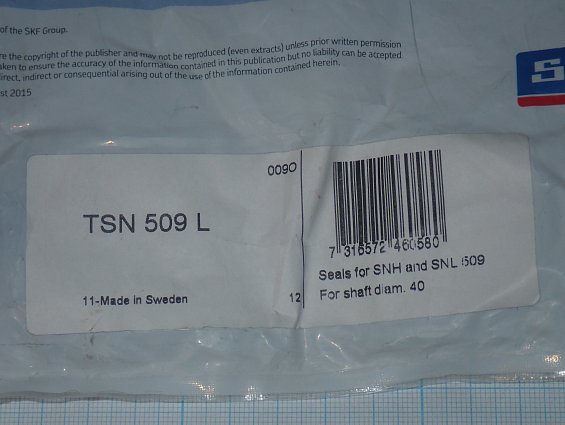 of the SKF Group.
re the copyright of the publisher and may not be reproduced (even extracts) unless prior written permission
aken to ensure the accuracy of the information contained in this publication but no liability can be accepted
irect, indirect or consequential arising out of the use of the information contained herein.
st 2015
S
0090
TSN 509 L
7 316572 460580
Seals for SNH and SNL 509
For shaft diam. 40
11-Made in Sweden
12